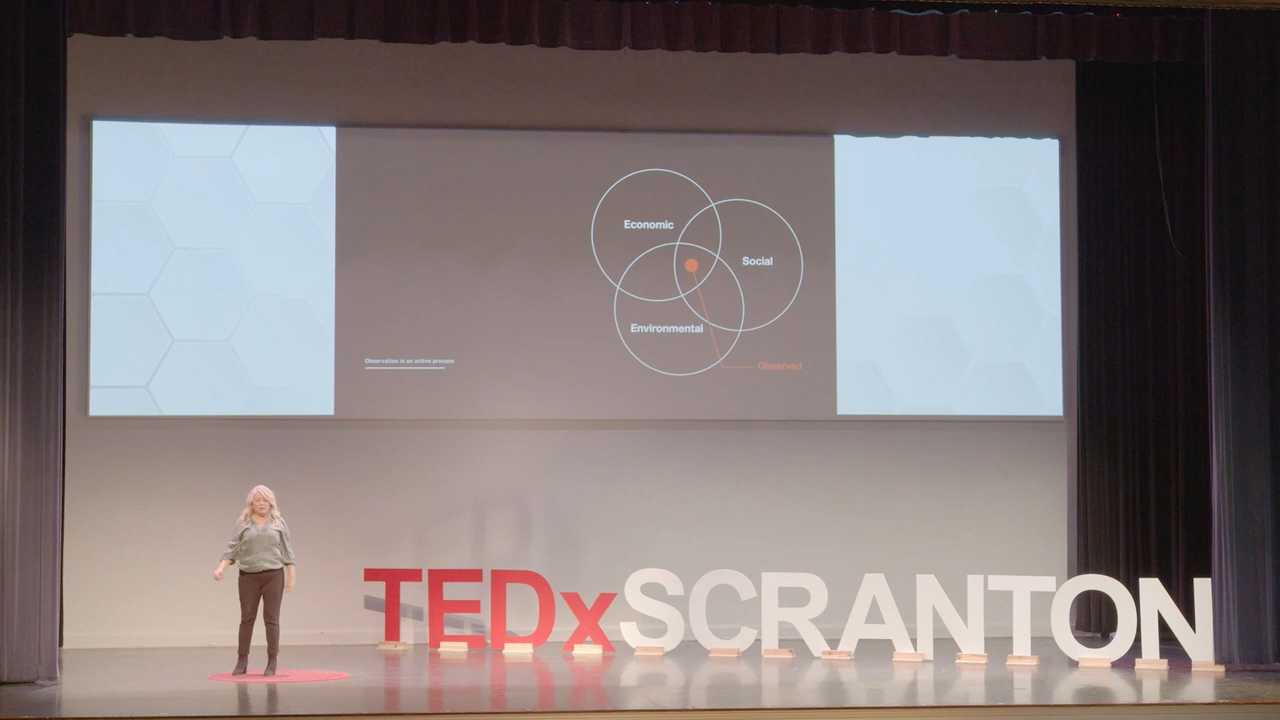 Economic
Social
Environmental
Observation is an active process
Observed
TEDxSCRANTON